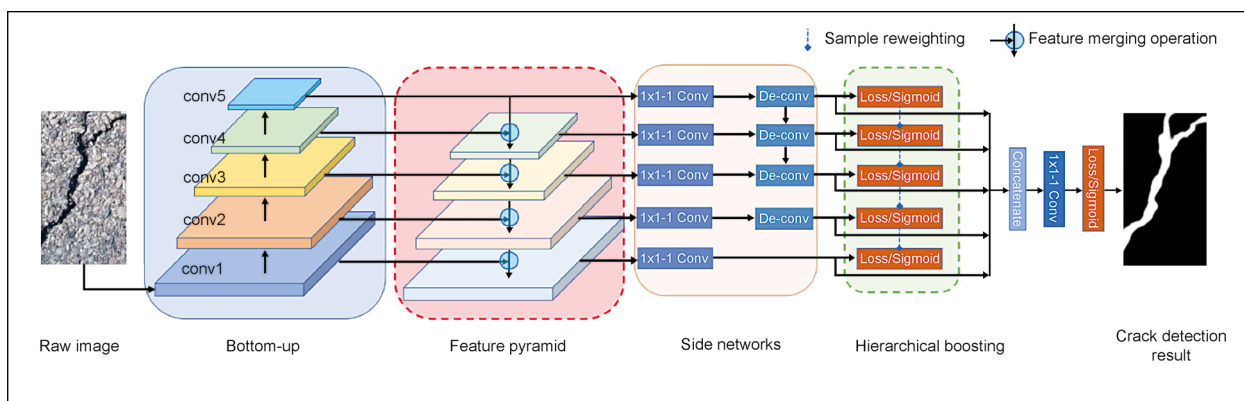 Sample reweighting
Feature merging operation
conv5
1x1-1 Conv
De-conv
Loss/Sigmoid
conv4
1x1-1 Conv
De-conv
Loss/Sigmoid
conv3
1x1-1 Conv
De-conv
Loss/Sigmoid
conv2
1x1-1 Conv
De-conv
Loss/Sigmoid
conv1
1x1-1 Conv
Loss/Sigmoid
Concatenate
1x1-1 Conv
Loss/Sigmoid
Raw image
Bottom-up
Feature pyramid
Side networks
Hierarchical boosting
Crack detection
result